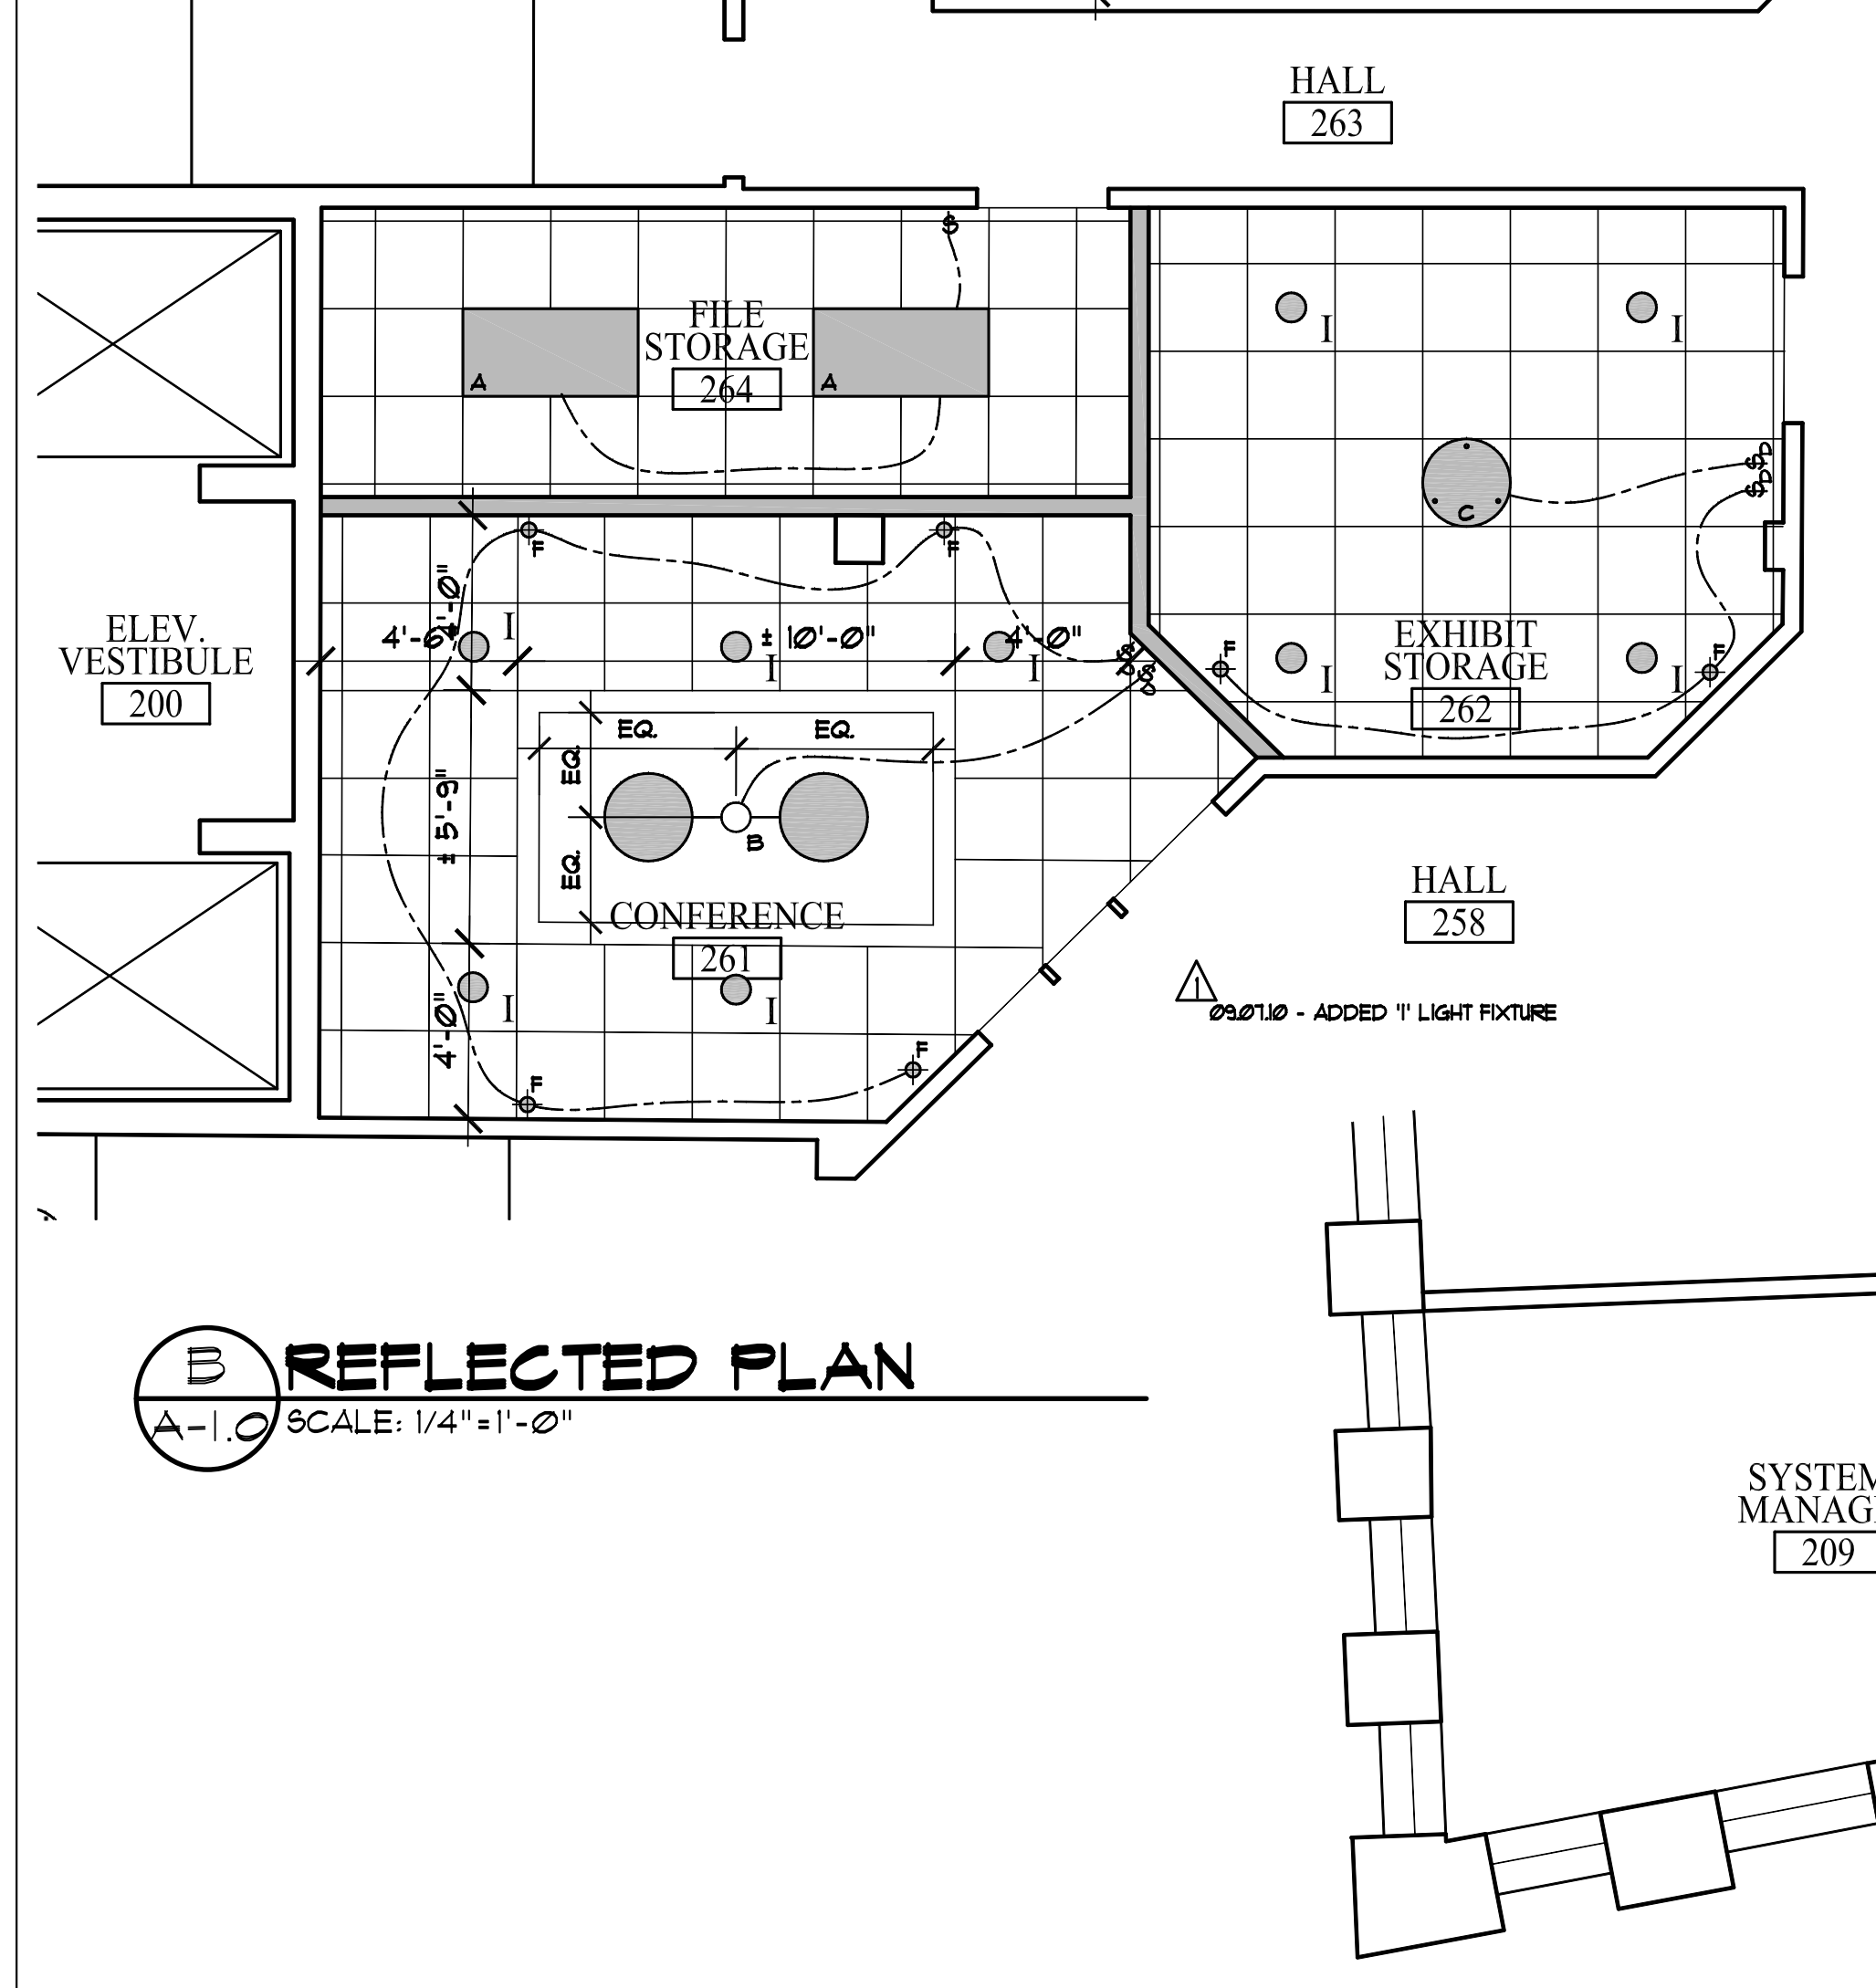 HALL
263
$
FILE
STORAGE
264
A
A
I
I
C
$D
$D
F
F
4'-0"
4'-6"
I
± 10'-0"
I
4'-0"
I
$
$
$
ELEV.
VESTIBULE
200
F
F
EXHIBIT
STORAGE
262
I
I
EQ.
EQ.
EQ.
± 5'-9"
B
EQ.
CONFERENCE
261
HALL
258
I
I
4'-0"
F
F
1
09.07.10 - ADDED 'I' LIGHT FIXTURE
B
REFLECTED PLAN
A-1.0
SCALE: 1/4"=1'-0"
SYSTEM
MANAG
209